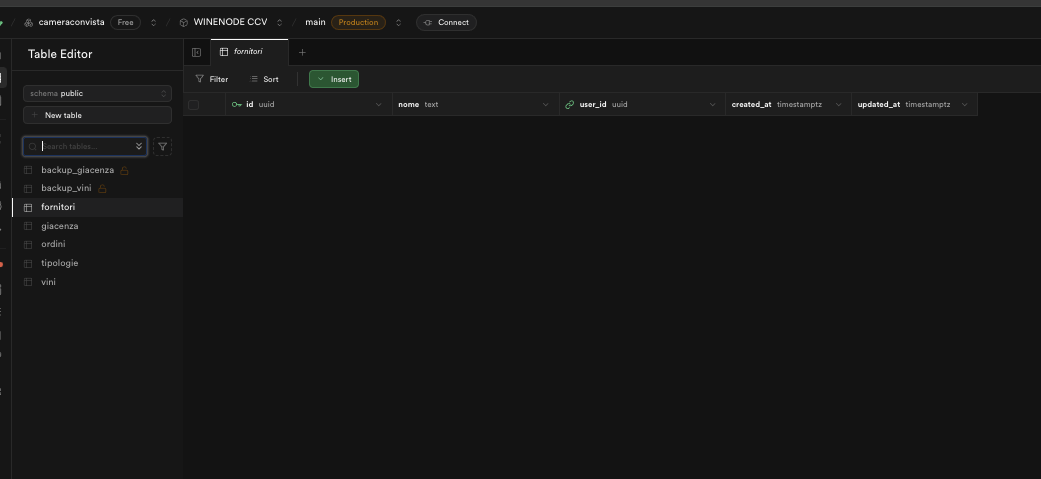 cameraconvista Free WINENODE CCV main Production Connect
Table Editor
fornitori
Filter Sort Insert
schema public
New table
id uuid nome text user_id uuid created_at timestamptz updated_at timestamptz
Search tables...
backup_giacenza
backup_vini
fornitori
giacenza
ordini
tipologie
vini